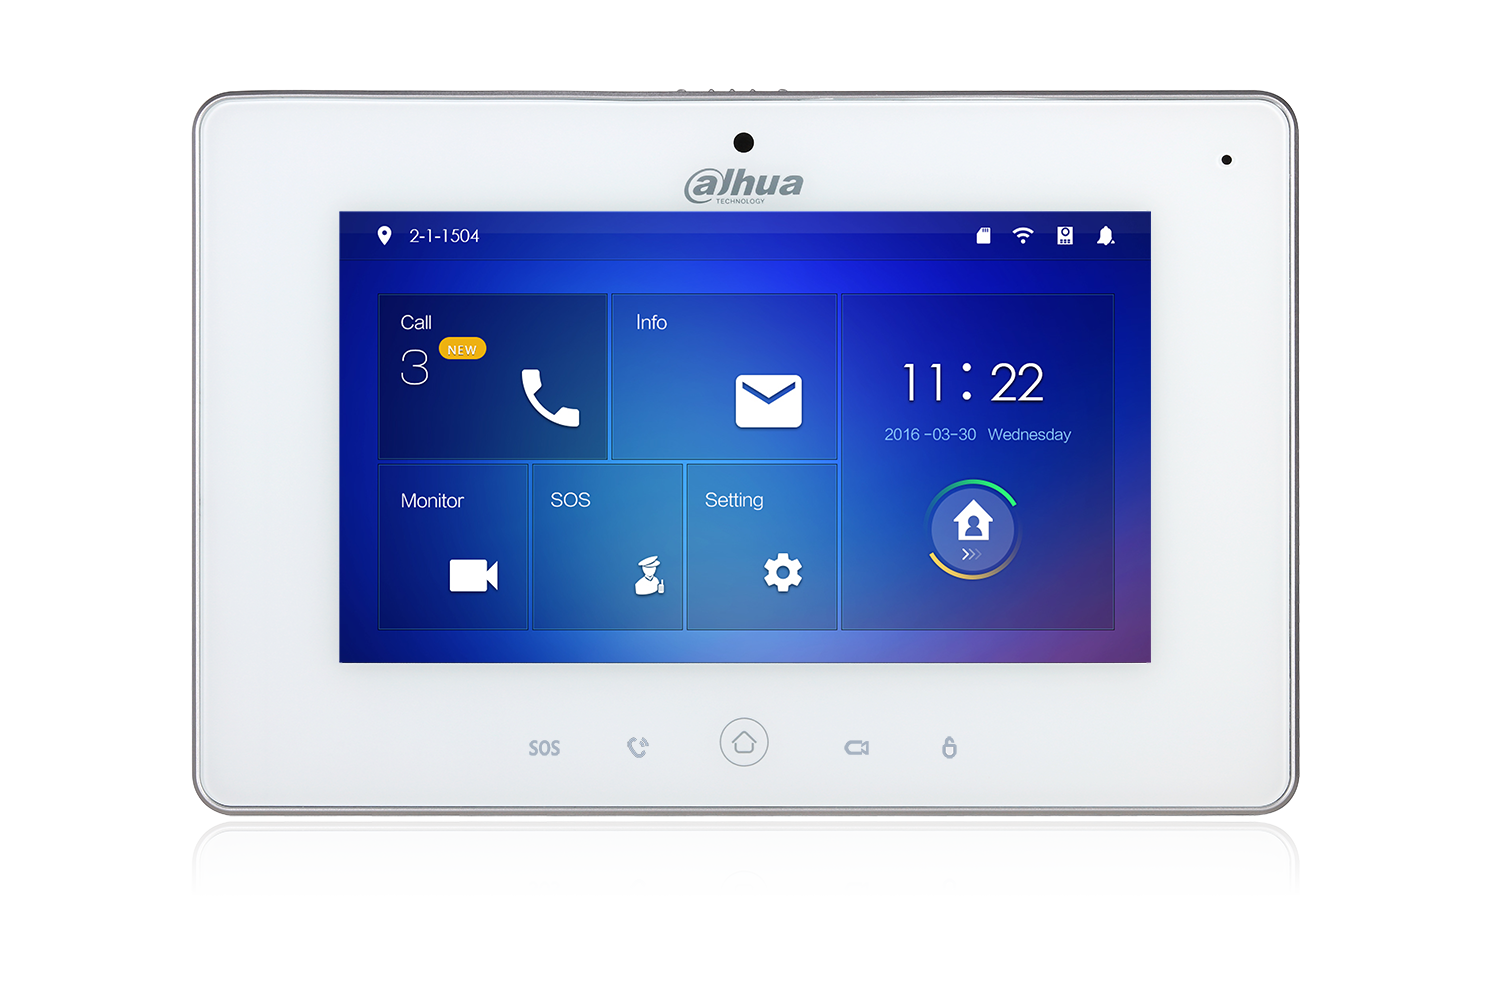 alhua
TECHNOLOGY
2-1-1504
Call
3 NEW
Info
11:22
2016-03-30 Wednesday
Monitor
SOS
Setting
SOS